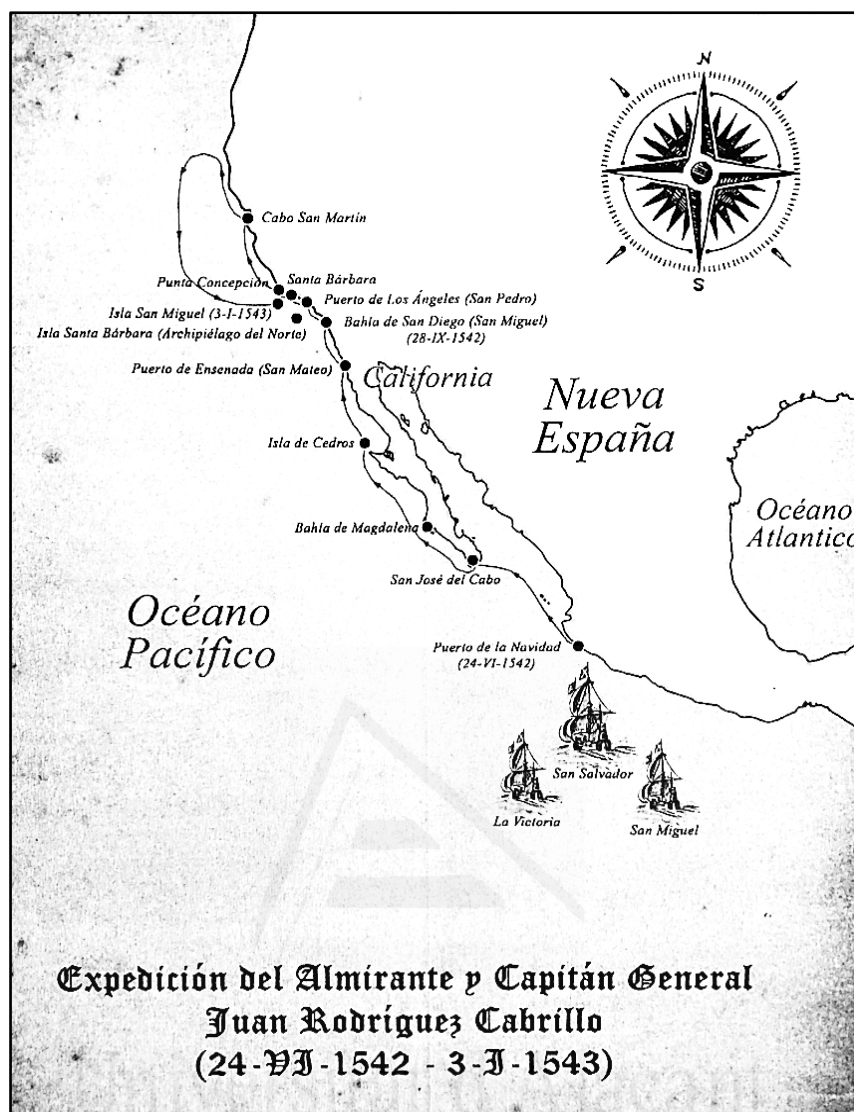 N
S
Cabo San Martín
Punta Concepción
Santa Bárbara
Puerto de Los Ángeles (San Pedro)
Isla San Miguel (3-I-1543)
Isla Santa Bárbara (Archipiélago del Norte)
Bahía de San Diego (San Miguel)
(28-IX-1542)
Puerto de Ensenada (San Mateo)
California
Nueva
España
Isla de Cedros
Océano
Atlantico
Bahía de Magdalena
San José del Cabo
Océano
Pacífico
Puerto de la Navidad
(24-VI-1542)
San Salvador
La Victoria
San Miguel
Expedición del Almirante y Capitán General
Juan Rodríguez Cabrillo
(24-VI-1542 - 3-I-1543)